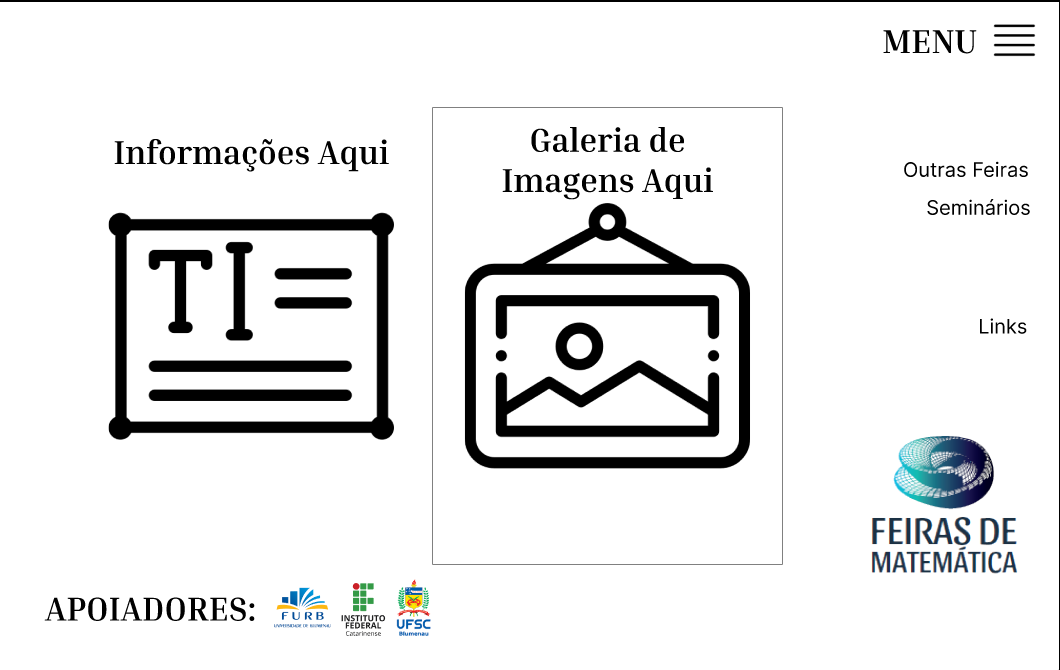 MENU
Informações Aqui
Galeria de
Imagens Aqui
Outras Feiras
Seminários
TI
Links
FEIRAS DE
MATEMÁTICA
APOIADORES:
FURB
UNIVERSIDADE DE BLUMENAU
INSTITUTO
FEDERAL
Catarinense
UFSC
Blumenau